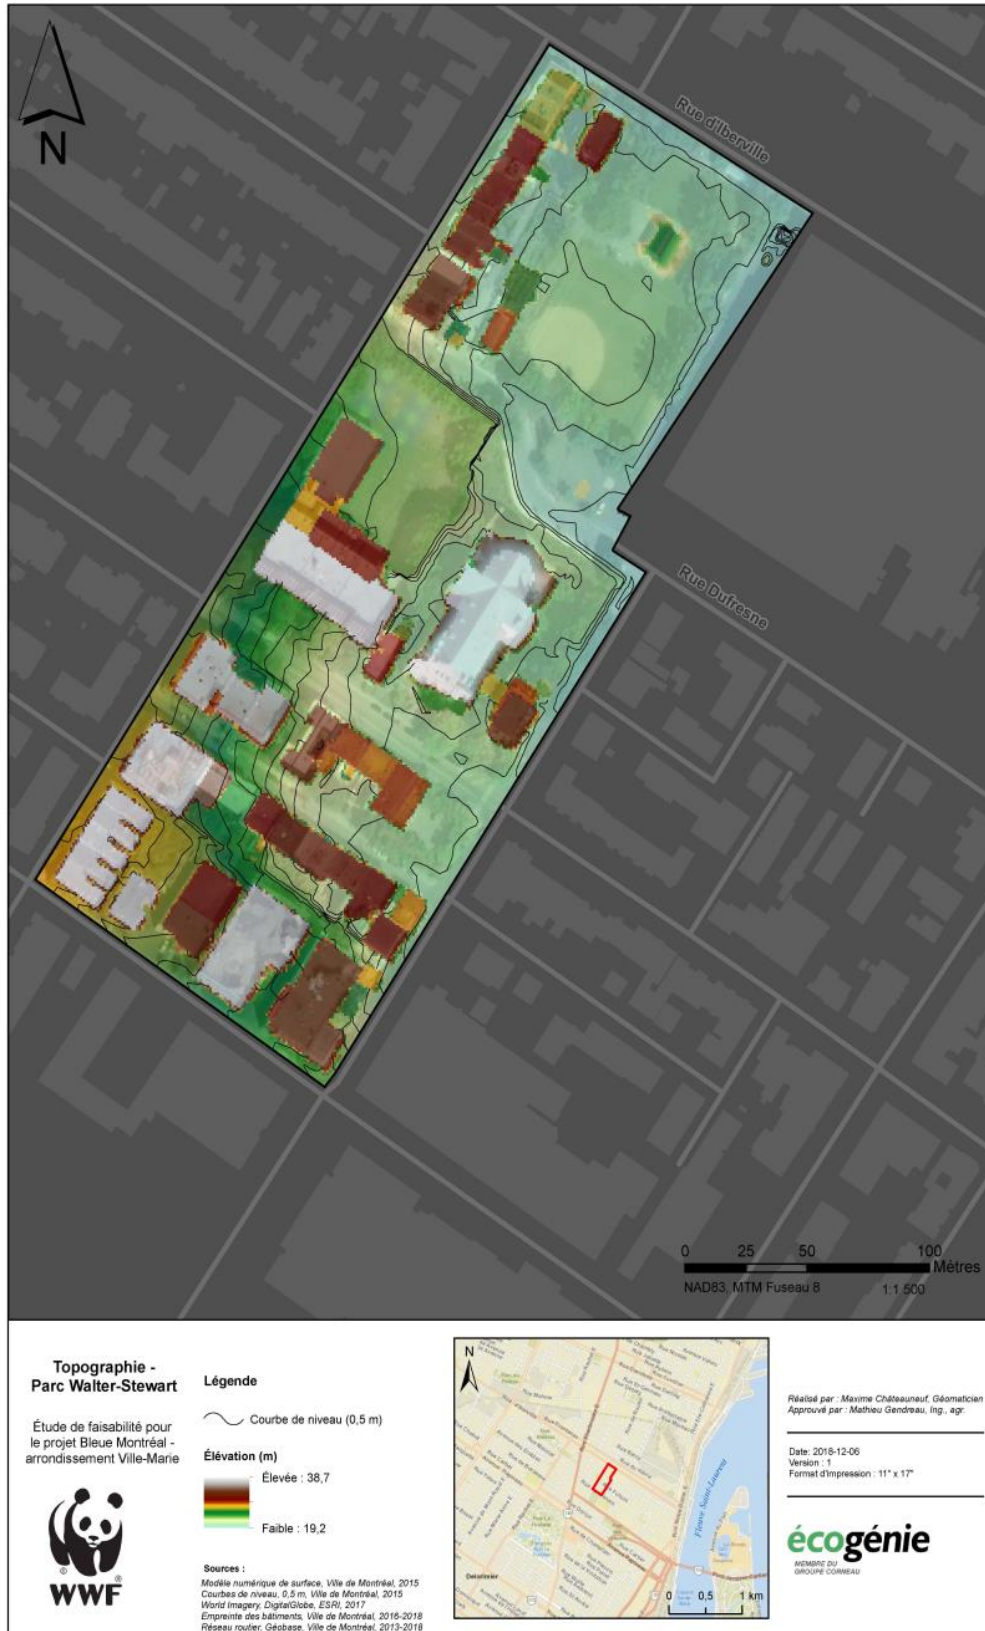 N
Rue d'Iberville
Rue Dufresne
0 25 50 100
Mètres
NAD83, MTM Fuseau 8 1:1 500
Topographie -
Parc Walter-Stewart
Étude de faisabilité pour
le projet Bleue Montréal -
arrondissement Ville-Marie
WWF
®
Légende
Courbe de niveau (0,5 m)
Élévation (m)
Élevée : 38,7
Faible : 19,2
Sources :
Modèle numérique de surface, Ville de Montréal, 2015
Courbes de niveau, 0,5 m, Ville de Montréal, 2015
World Imagery, DigitalGlobe, ESRI, 2017
Empreinte des bâtiments, Ville de Montréal, 2016-2018
Réseau routier, Géobase, Ville de Montréal, 2013-2018
N
Fleuve Saint-Laurent
0 0,5 1 km
Réalisé par : Maxime Châteauneuf, Géomaticien
Approuvé par : Mathieu Gendreau, Ing., agr.
Date: 2018-12-06
Version : 1
Format d'impression : 11" x 17"
écogénie
MEMBRE DU
GROUPE CORNEAU